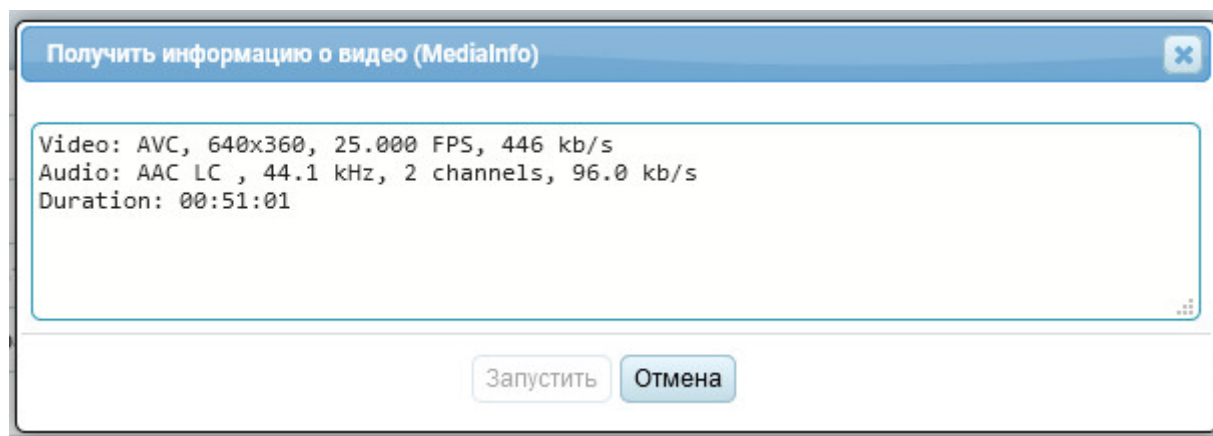 Получить информацию о видео (MediaInfo)
Video: AVC, 640x360, 25.000 FPS, 446 kb/s
Audio: AAC LC , 44.1 kHz, 2 channels, 96.0 kb/s
Duration: 00:51:01
Запустить Отмена